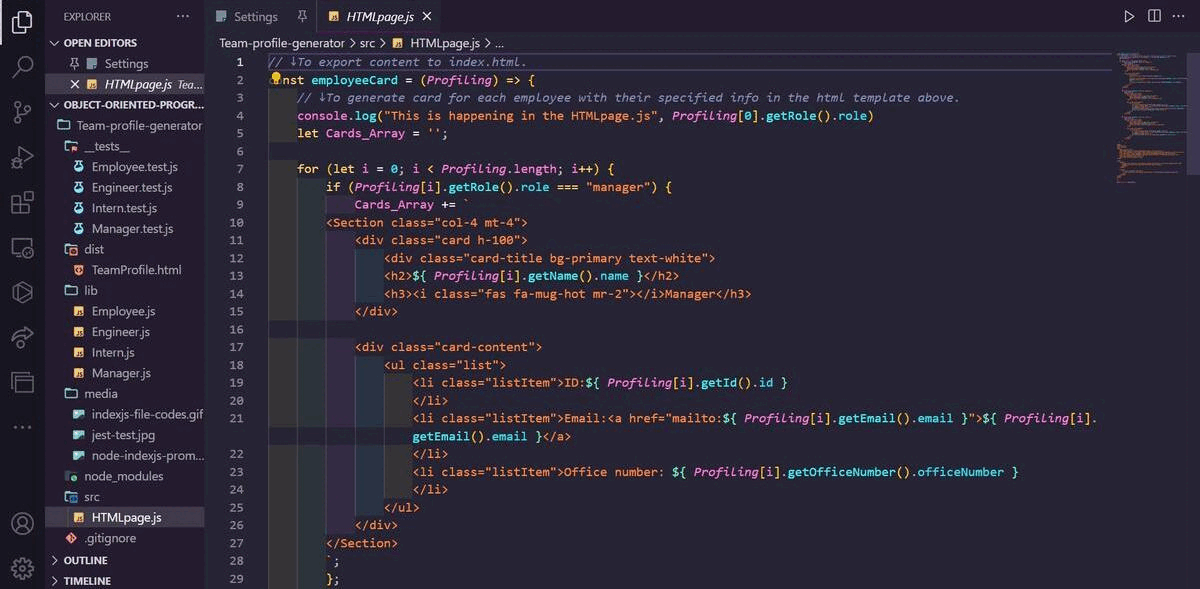 EXPLORER
OPEN EDITORS
Settings
HTMLpage.js Tea...
OBJECT-ORIENTED-PROGR...
Team-profile-generator
__tests__
Employee.test.js
Engineer.test.js
Intern.test.js
Manager.test.js
dist
TeamProfile.html
lib
Employee.js
Engineer.js
Intern.js
Manager.js
media
indexjs-file-codes.gif
jest-test.jpg
node-indexjs-prom...
node_modules
src
HTMLpage.js
.gitignore
OUTLINE
TIMELINE
Settings
HTMLpage.js
Team-profile-generator > src > HTMLpage.js > ...
1 // ↓To export content to index.html.
2 nst employeeCard = (Profiling) => {
3 // ↓To generate card for each employee with their specified info in the html template above.
4 console.log("This is happening in the HTMLpage.js", Profiling[0].getRole().role)
5 let Cards_Array = '';
6
7 for (let i = 0; i < Profiling.length; i++) {
8 if (Profiling[i].getRole().role === "manager") {
9 Cards_Array += `
10 <Section class="col-4 mt-4">
11 <div class="card h-100">
12 <div class="card-title bg-primary text-white">
13 <h2>${ Profiling[i].getName().name }</h2>
14 <h3><i class="fas fa-mug-hot mr-2"></i>Manager</h3>
15 </div>
16
17 <div class="card-content">
18 <ul class="list">
19 <li class="listItem">ID:${ Profiling[i].getId().id }
20 </li>
21 <li class="listItem">Email:<a href="mailto:${ Profiling[i].getEmail().email }">${ Profiling[i].
getEmail().email }</a>
22 </li>
23 <li class="listItem">Office number: ${ Profiling[i].getOfficeNumber().officeNumber }
24 </li>
25 </ul>
26 </div>
27 </Section>
28 `;
29 };